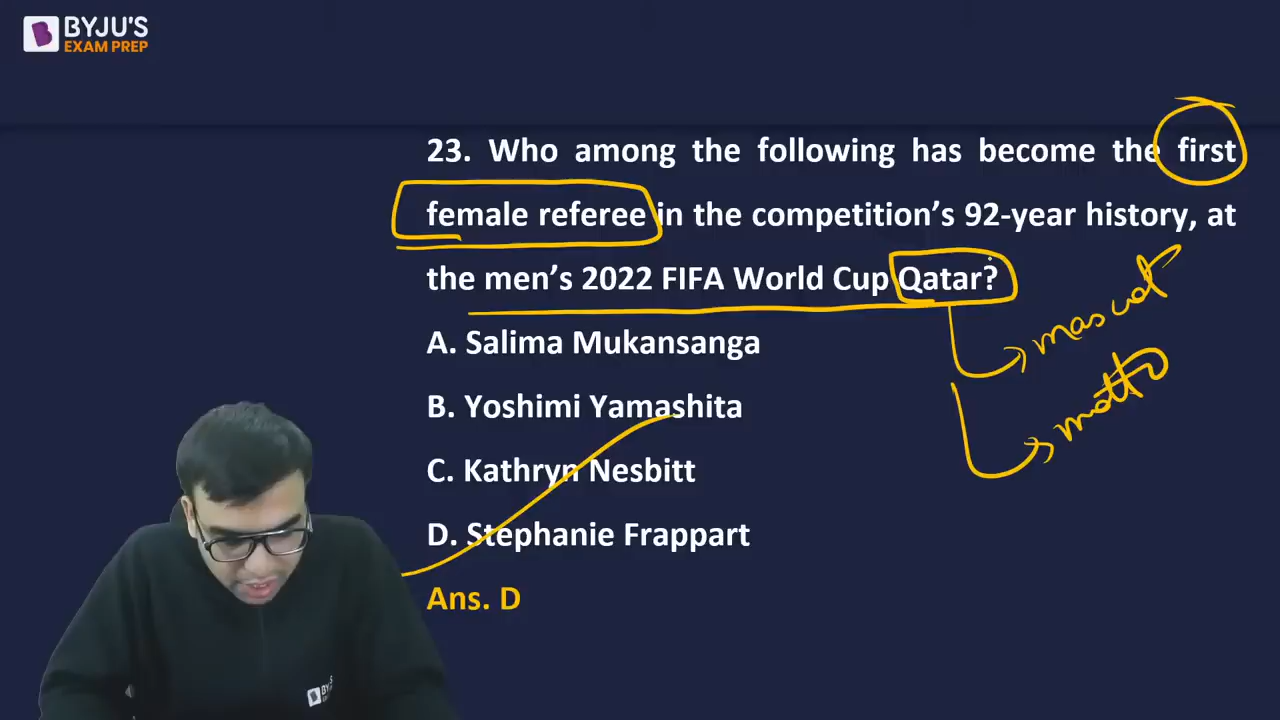 BYJU'S
EXAM PREP
23. Who among the following has become the first
female referee in the competition's 92-year history, at
the men's 2022 FIFA World Cup Qatar?
mascot
motto
A. Salima Mukansanga
B. Yoshimi Yamashita
C. Kathryn Nesbitt
D. Stephanie Frappart
Ans. D
BYJU'S